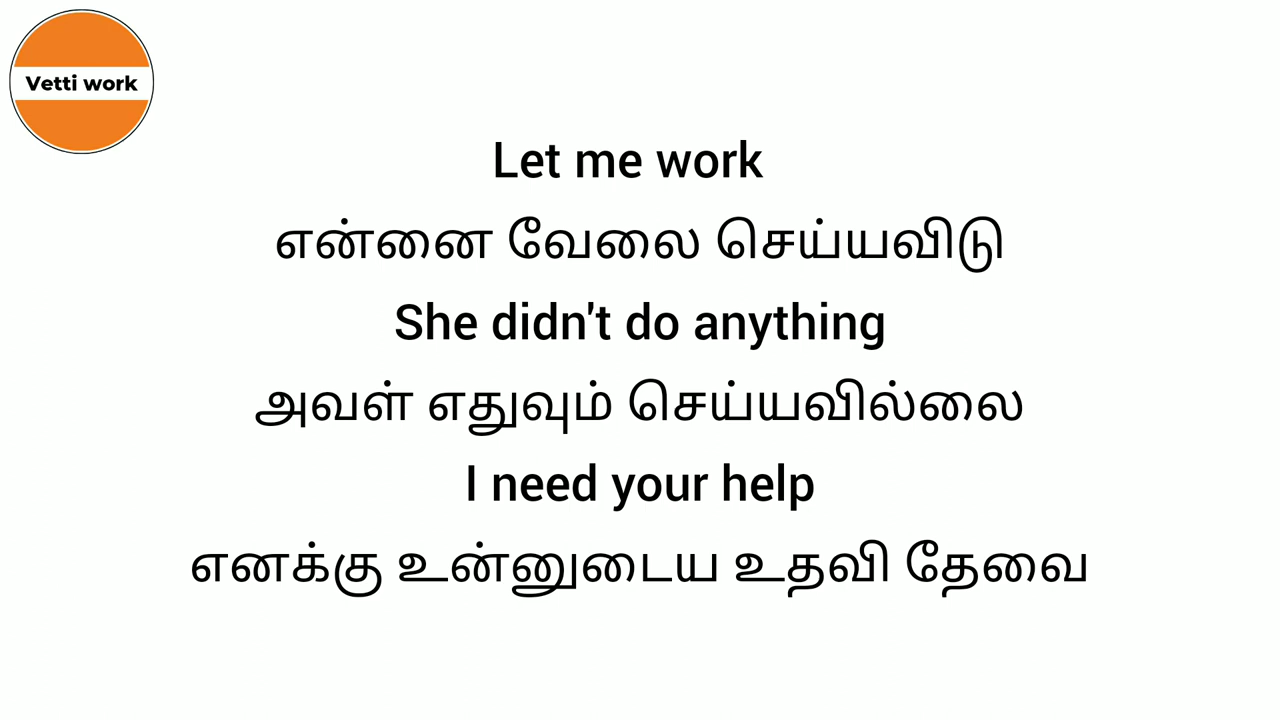 Vetti work
Let me work
என்னை வேலை செய்யவிடு
She didn't do anything
அவள் எதுவும் செய்யவில்லை
I need your help
எனக்கு உன்னுடைய உதவி தேவை